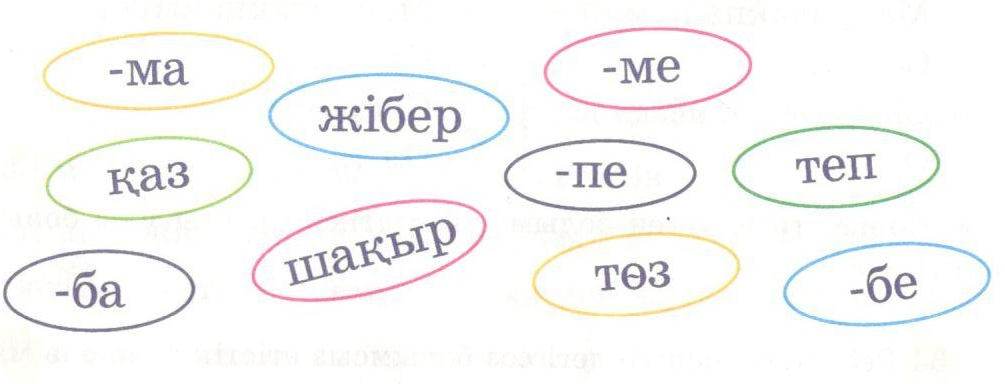 -ма
жібер
-ме
қаз
-пе
теп
-ба
шақыр
төз
-бе